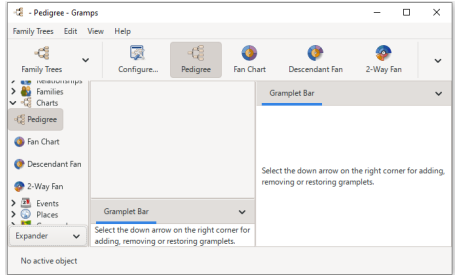 - Pedigree - Gramps
Family Trees Edit View Help
Family Trees Configure... Pedigree Fan Chart Descendant Fan 2-Way Fan
Relationships
Families
Charts
Pedigree
Fan Chart
Descendant Fan
2-Way Fan
Events
Places
Expander
Gramplet Bar
Select the down arrow on the right corner for
adding, removing or restoring gramplets.
Gramplet Bar
Select the down arrow on the right corner for adding,
removing or restoring gramplets.
No active object